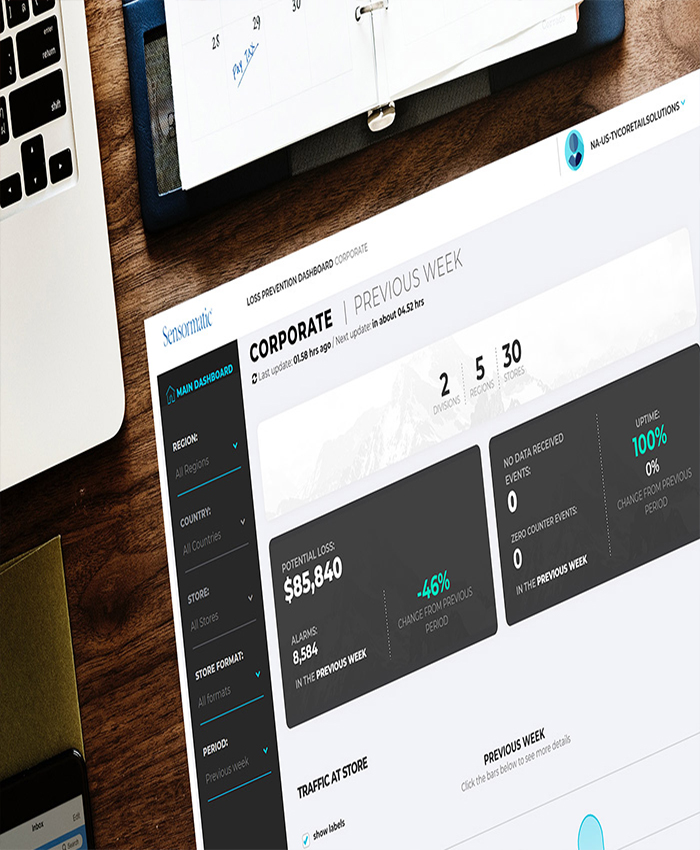 return
shift
28
29
30
Pay Tax
NA-US-TYCORETAILSOLUTIONS
LOSS PREVENTION DASHBOARD CORPORATE
Sensormatic
CORPORATE | PREVIOUS WEEK
Last update: 01.58 hrs ago / Next update: in about 04.52 hrs
MAIN DASHBOARD
2
DIVISIONS
5
REGIONS
30
STORES
REGION:
All Regions
COUNTRY:
All Countries
STORE:
All Stores
STORE FORMAT:
All formats
PERIOD:
Previous week
POTENTIAL LOSS:
$85,840
ALARMS:
8,584
IN THE PREVIOUS WEEK
-46%
CHANGE FROM PREVIOUS
PERIOD
NO DATA RECEIVED
EVENTS:
0
ZERO COUNTER EVENTS:
0
IN THE PREVIOUS WEEK
UPTIME:
100%
0%
CHANGE FROM PREVIOUS
PERIOD
TRAFFIC AT STORE
PREVIOUS WEEK
Click the bars below to see more details
show labels
Inbox
Edit
Search